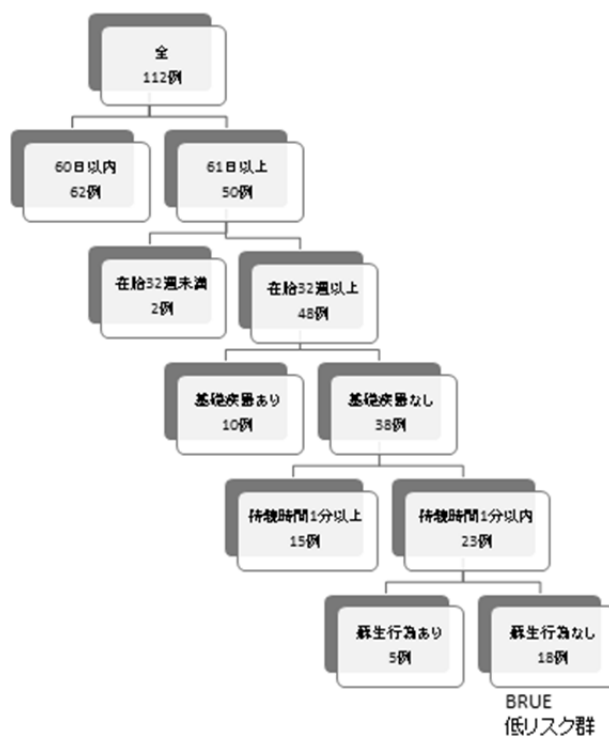 全
112例
60日以内
62例
61日以上
50例
在胎32週未満
2例
在胎32週以上
48例
基礎疾患あり
10例
基礎疾患なし
38例
持続時間1分以上
15例
持続時間1分以内
23例
蘇生行為あり
5例
蘇生行為なし
18例
BRUE
低リスク群